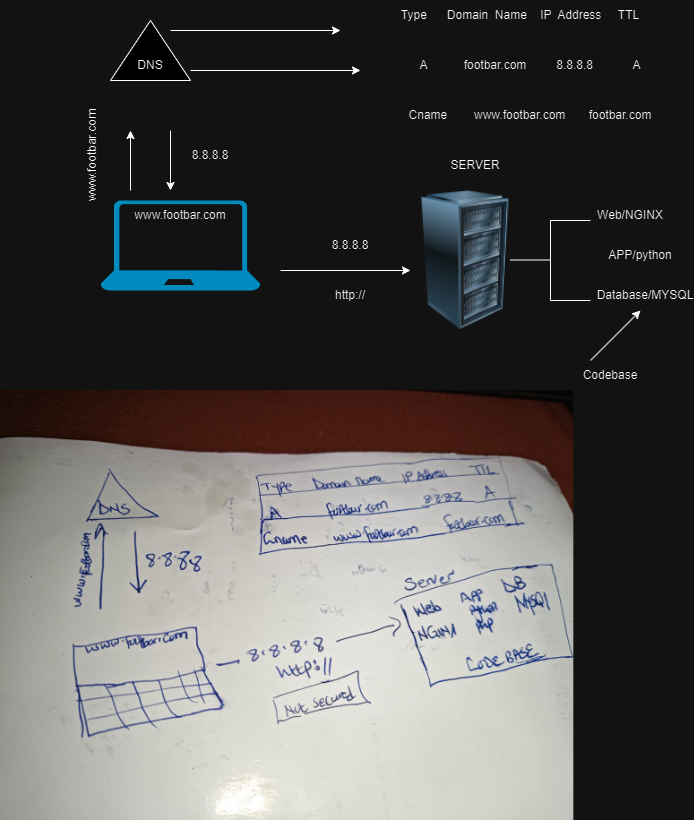 Type Domain Name IP Address TTL
DNS
A footbar.com 8.8.8.8 A
Cname www.footbar.com footbar.com
www.footbar.com
8.8.8.8
SERVER
www.footbar.com
Web/NGINX
8.8.8.8
APP/python
http://
Database/MYSQL
Codebase
Type Domain Name IP Address TTL
DNS
A footbar.com 8.8.8.8 A
Cname www.footbar.com footbar.com
www.footbar.com
8.8.8.8
Server
Web APP DB
python MySQl
NGINX PHP
CODEBASE
www.footbar.com
8.8.8.8
Http://
Not Secured